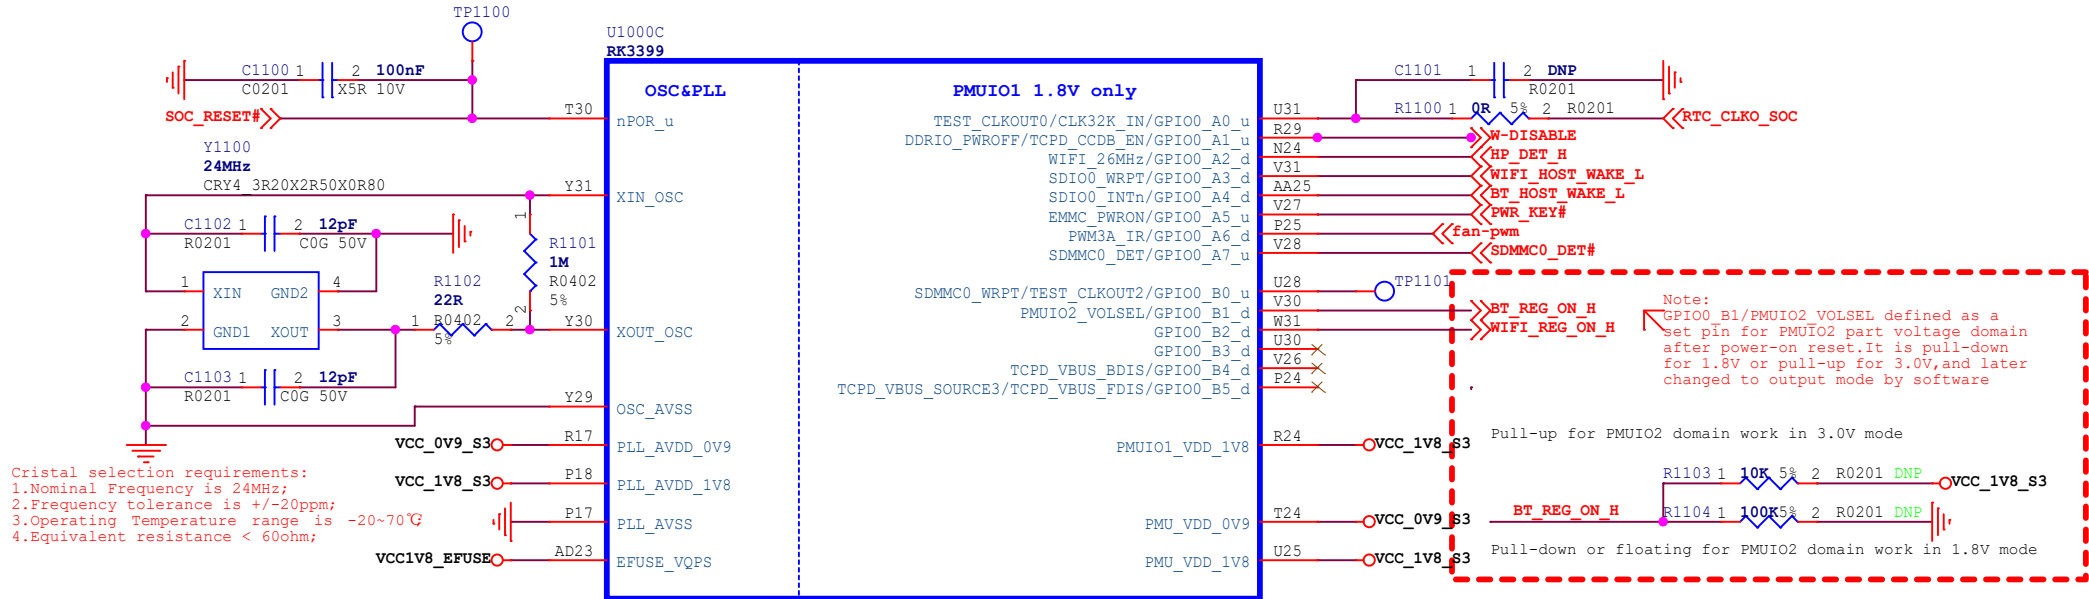 TP1100
U1000C
RK3399
C1100 1 2 100nF
C0201 X5R 10V
SOC_RESET#
T30
nPOR_u
OSC&PLL
PMUIO1 1.8V only
Y1100
24MHz
CRY4_3R20X2R50X0R80
Y31
XIN_OSC
C1102 1 2 12pF
R0201 C0G 50V
1
R1101
1M
R0402
5%
2
1 XIN GND2 4
2 GND1 XOUT 3
R1102
22R
1 R0402 2
5%
Y30
XOUT_OSC
C1103 1 2 12pF
R0201 C0G 50V
Y29
OSC_AVSS
VCC_0V9_S3 R17 PLL_AVDD_0V9
VCC_1V8_S3 P18 PLL_AVDD_1V8
P17 PLL_AVSS
VCC1V8_EFUSE AD23 EFUSE_VQPS
Cristal selection requirements:
1.Nominal Frequency is 24MHz;
2.Frequency tolerance is +/-20ppm;
3.Operating Temperature range is -20~70℃;
4.Equivalent resistance < 60ohm;
C1101 1 2 DNP
R0201
R1100 1 0R 5% 2 R0201
TEST_CLKOUT0/CLK32K_IN/GPIO0_A0_u U31 RTC_CLKO_SOC
DDRIO_PWROFF/TCPD_CCDB_EN/GPIO0_A1_u R29 W-DISABLE
WIFI_26MHz/GPIO0_A2_d N24 HP_DET_H
SDIO0_WRPT/GPIO0_A3_d V31 WIFI_HOST_WAKE_L
SDIO0_INTn/GPIO0_A4_d AA25 BT_HOST_WAKE_L
EMMC_PWRON/GPIO0_A5_u V27 PWR_KEY#
PWM3A_IR/GPIO0_A6_d P25 fan-pwm
SDMMC0_DET/GPIO0_A7_u V28 SDMMC0_DET#
SDMMC0_WRPT/TEST_CLKOUT2/GPIO0_B0_u U28 TP1101
PMUIO2_VOLSEL/GPIO0_B1_d V30 BT_REG_ON_H
GPIO0_B2_d W31 WIFI_REG_ON_H
GPIO0_B3_d U30
TCPD_VBUS_BDIS/GPIO0_B4_d V26
TCPD_VBUS_SOURCE3/TCPD_VBUS_FDIS/GPIO0_B5_d P24
PMUIO1_VDD_1V8 R24 VCC_1V8_S3
PMU_VDD_0V9 T24 VCC_0V9_S3
PMU_VDD_1V8 U25 VCC_1V8_S3
Note:
GPIO0_B1/PMUIO2_VOLSEL defined as a
set pin for PMUIO2 part voltage domain
after power-on reset.It is pull-down
for 1.8V or pull-up for 3.0V,and later
changed to output mode by software
Pull-up for PMUIO2 domain work in 3.0V mode
R1103 1 10K 5% 2 R0201 DNP
VCC_1V8_S3
BT_REG_ON_H
R1104 1 100K 5% 2 R0201 DNP
Pull-down or floating for PMUIO2 domain work in 1.8V mode